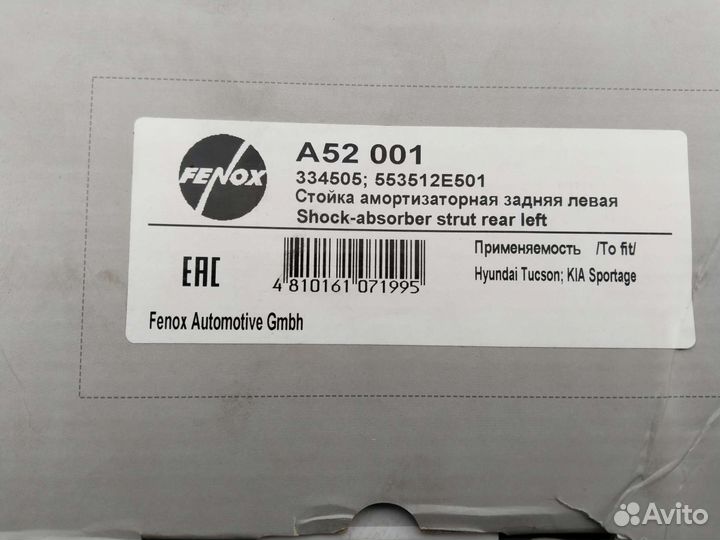 FENOX
A52 001
334505; 553512E501
Стойка амортизаторная задняя левая
Shock-absorber strut rear left
EAC
4 810161 071995
Применяемость /To fit/
Hyundai Tucson; KIA Sportage
Fenox Automotive Gmbh
Avito